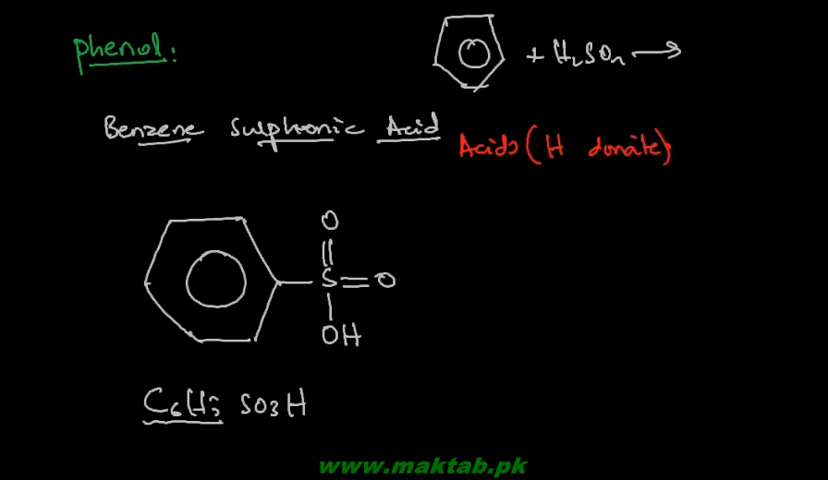 phenol:
+ H2SO4 →
Benzene Sulphonic Acid
Acids (H donate)
O
S=O
OH
C6H5 SO3H
www.maktab.pk